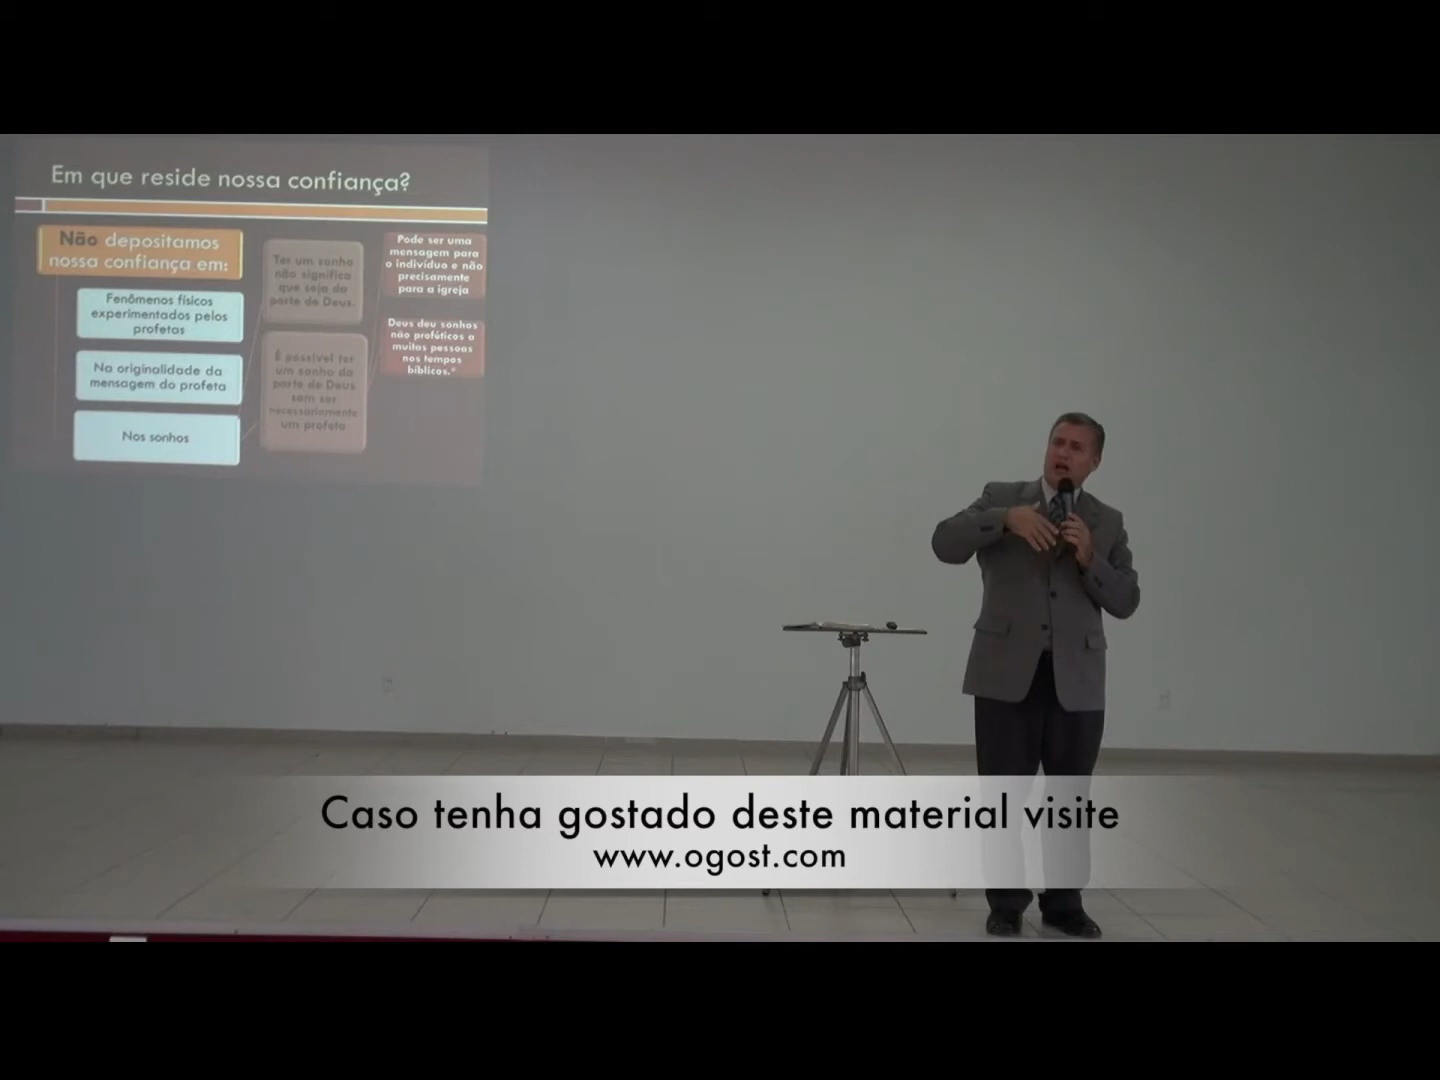 Em que reside nossa confiança?
Não depositamos
nossa confiança em:
Fenômenos físicos
experimentados pelos
profetas
Na originalidade da
mensagem do profeta
Nos sonhos
Ter um sonho
não significa
que seja da
parte de Deus.
É possível ter
um sonho da
parte de Deus
sem ser
necessariamente
um profeta
Pode ser uma
mensagem para
o indivíduo e não
precisamente
para a igreja
Deus deu sonhos
não proféticos a
muitas pessoas
nos tempos
bíblicos.*
Caso tenha gostado deste material visite
www.ogost.com